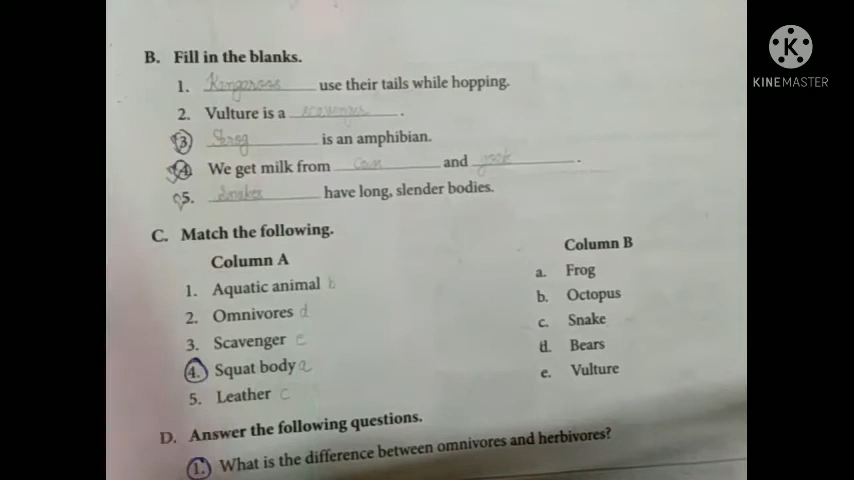 B. Fill in the blanks.
1. Kangaroos use their tails while hopping.
2. Vulture is a scavenger.
3. Frog is an amphibian.
4. We get milk from Cow and goat.
5. Snakes have long, slender bodies.
C. Match the following.
Column A Column B
1. Aquatic animal b a. Frog
2. Omnivores d b. Octopus
3. Scavenger e c. Snake
4. Squat body a d. Bears
5. Leather c e. Vulture
D. Answer the following questions.
1. What is the difference between omnivores and herbivores?
K
KINEMASTER